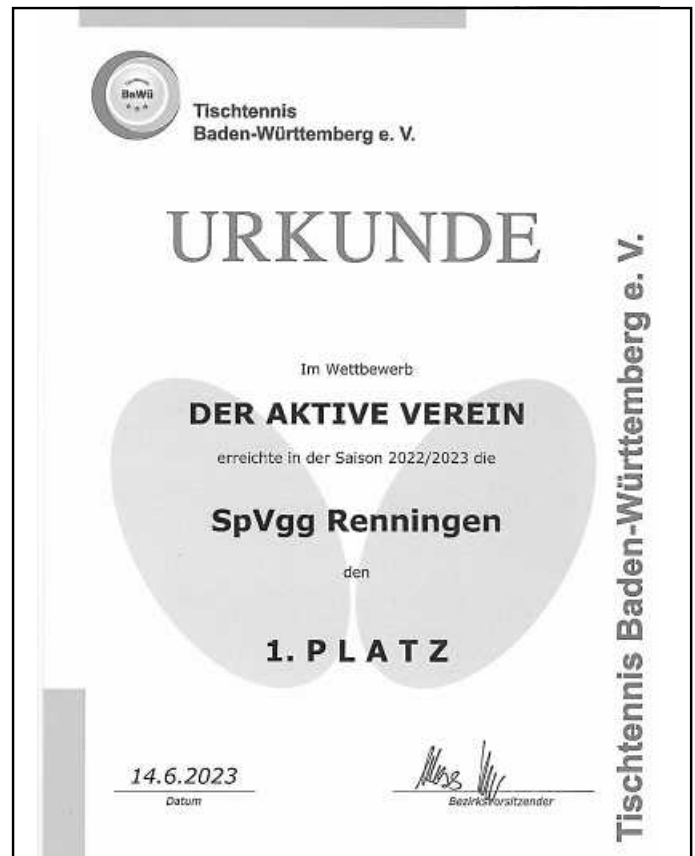 BaWü
Tischtennis
Baden-Württemberg e. V.
URKUNDE
Im Wettbewerb
DER AKTIVE VEREIN
erreichte in der Saison 2022/2023 die
SpVgg Renningen
den
1. PLATZ
14.6.2023
Datum
Bezirksvorsitzender
Tischtennis Baden-Württemberg e. V.